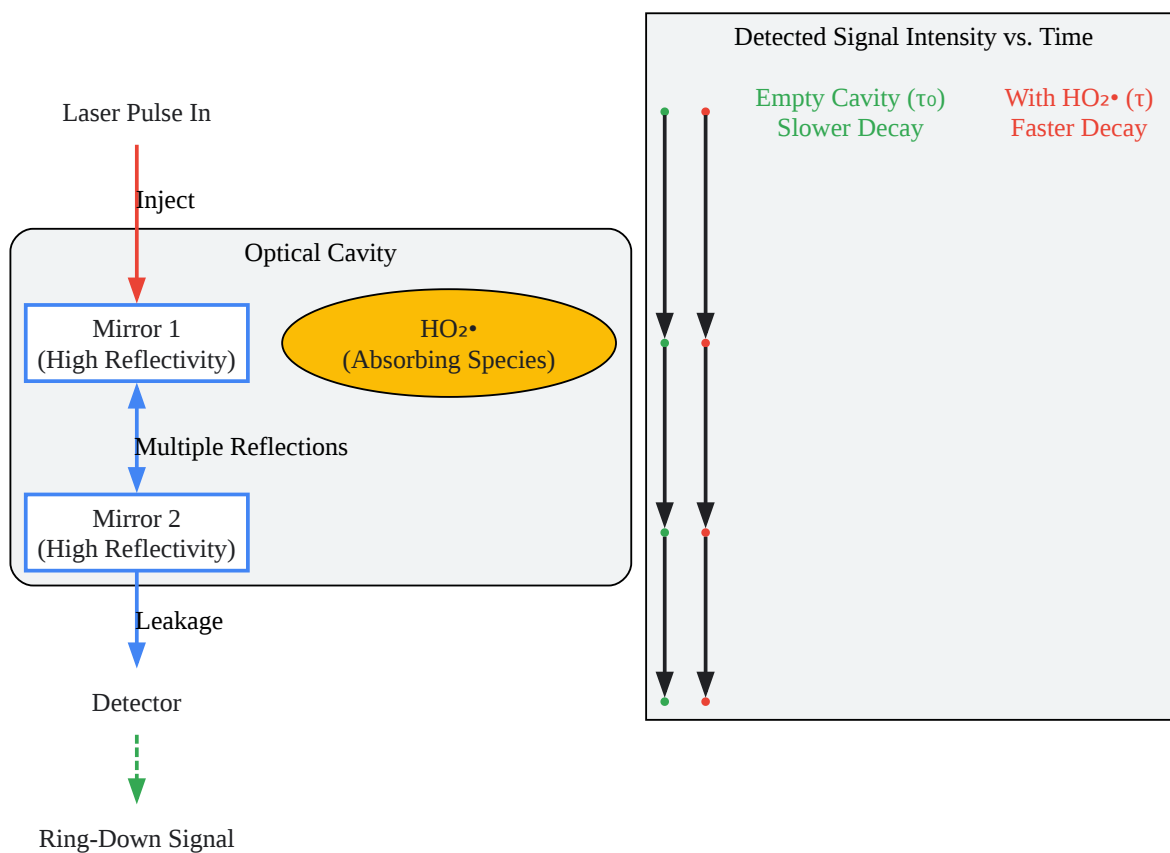 Laser Pulse In
Inject
Optical Cavity
Mirror 1
(High Reflectivity)
HO₂•
(Absorbing Species)
Multiple Reflections
Mirror 2
(High Reflectivity)
Leakage
Detector
Ring-Down Signal
Detected Signal Intensity vs. Time
Empty Cavity (τ₀)
Slower Decay
With HO₂• (τ)
Faster Decay